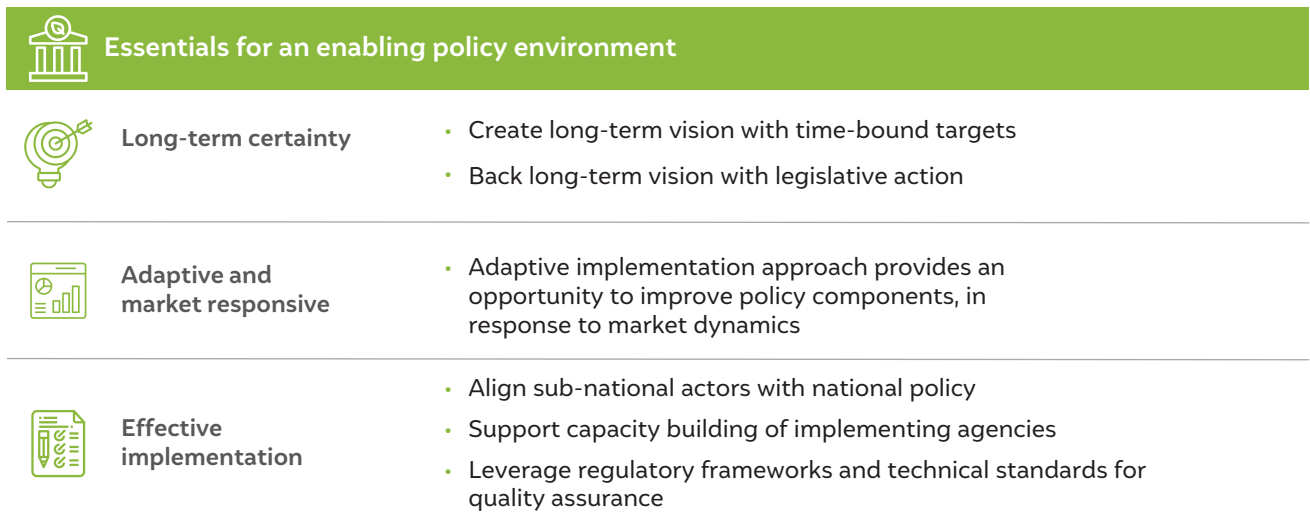 Essentials for an enabling policy environment
Long-term certainty
• Create long-term vision with time-bound targets
• Back long-term vision with legislative action
Adaptive and
market responsive
• Adaptive implementation approach provides an
opportunity to improve policy components, in
response to market dynamics
Effective
implementation
• Align sub-national actors with national policy
• Support capacity building of implementing agencies
• Leverage regulatory frameworks and technical standards for
quality assurance